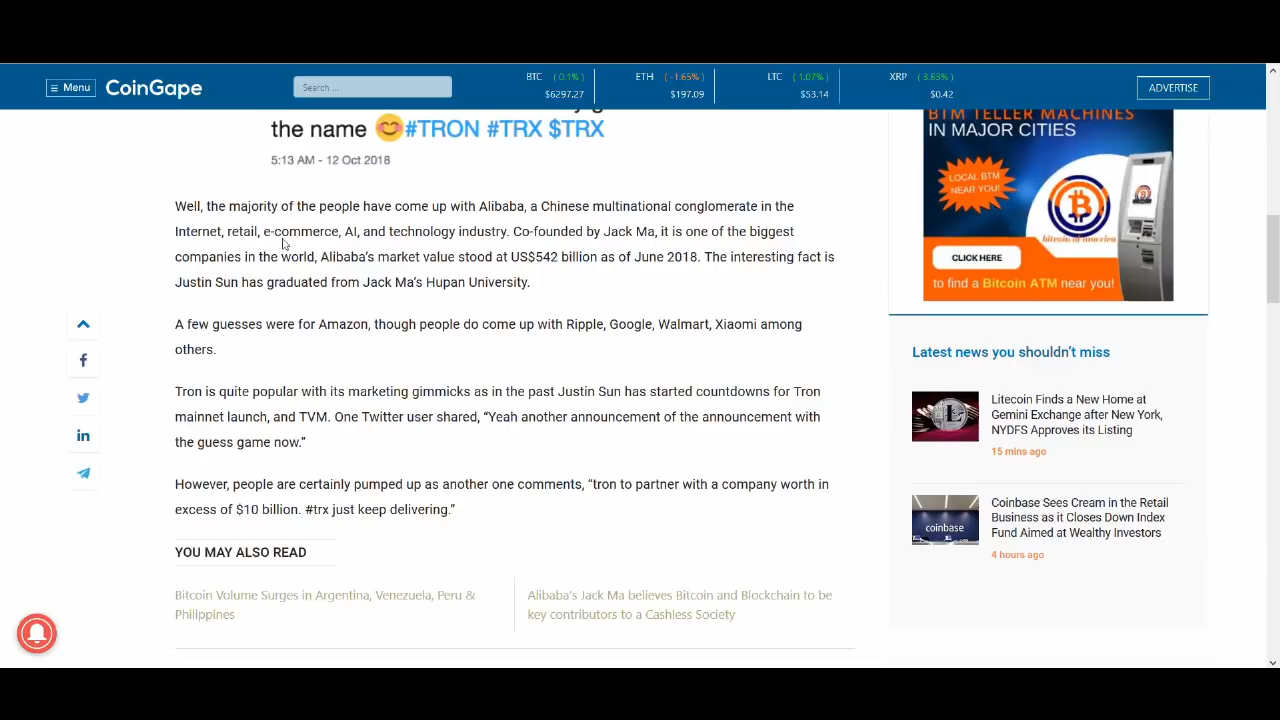 Menu
CoinGape
Search ...
BTC (0.1%)
$6297.27
ETH (-1.65%)
$197.09
LTC (1.07%)
$53.14
XRP (3.63%)
$0.42
ADVERTISE
the name 😊#TRON #TRX $TRX
5:13 AM - 12 Oct 2018
Well, the majority of the people have come up with Alibaba, a Chinese multinational conglomerate in the
Internet, retail, e-commerce, AI, and technology industry. Co-founded by Jack Ma, it is one of the biggest
companies in the world, Alibaba's market value stood at US$542 billion as of June 2018. The interesting fact is
Justin Sun has graduated from Jack Ma's Hupan University.
A few guesses were for Amazon, though people do come up with Ripple, Google, Walmart, Xiaomi among
others.
Tron is quite popular with its marketing gimmicks as in the past Justin Sun has started countdowns for Tron
mainnet launch, and TVM. One Twitter user shared, “Yeah another announcement of the announcement with
the guess game now.”
However, people are certainly pumped up as another one comments, “tron to partner with a company worth in
excess of $10 billion. #trx just keep delivering.”
YOU MAY ALSO READ
Bitcoin Volume Surges in Argentina, Venezuela, Peru &
Philippines
Alibaba's Jack Ma believes Bitcoin and Blockchain to be
key contributors to a Cashless Society
BTM TELLER MACHINES
IN MAJOR CITIES
LOCAL BTM
NEAR YOU!
bitcoin of america
CLICK HERE
to find a Bitcoin ATM near you!
Latest news you shouldn't miss
Litecoin Finds a New Home at
Gemini Exchange after New York,
NYDFS Approves its Listing
15 mins ago
coinbase
Coinbase Sees Cream in the Retail
Business as it Closes Down Index
Fund Aimed at Wealthy Investors
4 hours ago